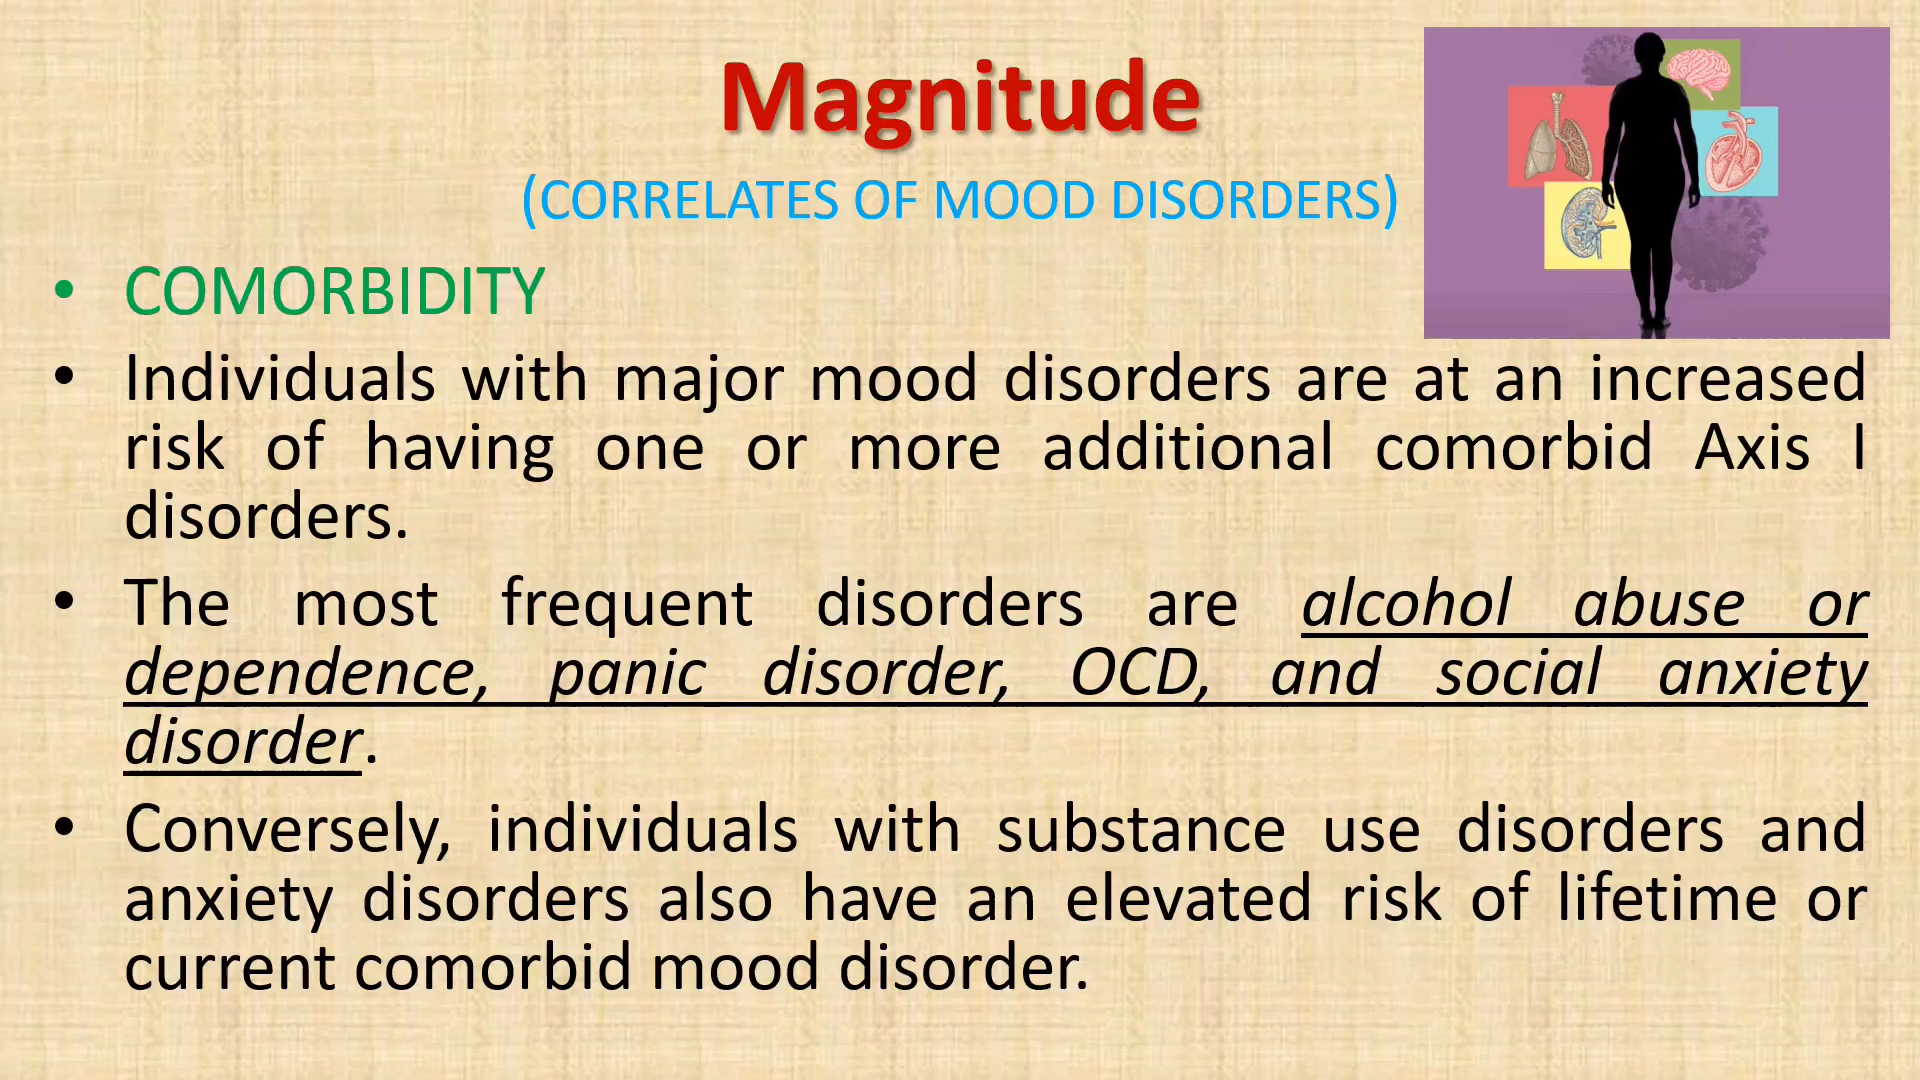 Magnitude
(CORRELATES OF MOOD DISORDERS)
• COMORBIDITY
• Individuals with major mood disorders are at an increased
risk of having one or more additional comorbid Axis I
disorders.
• The most frequent disorders are alcohol abuse or
dependence, panic disorder, OCD, and social anxiety
disorder.
• Conversely, individuals with substance use disorders and
anxiety disorders also have an elevated risk of lifetime or
current comorbid mood disorder.